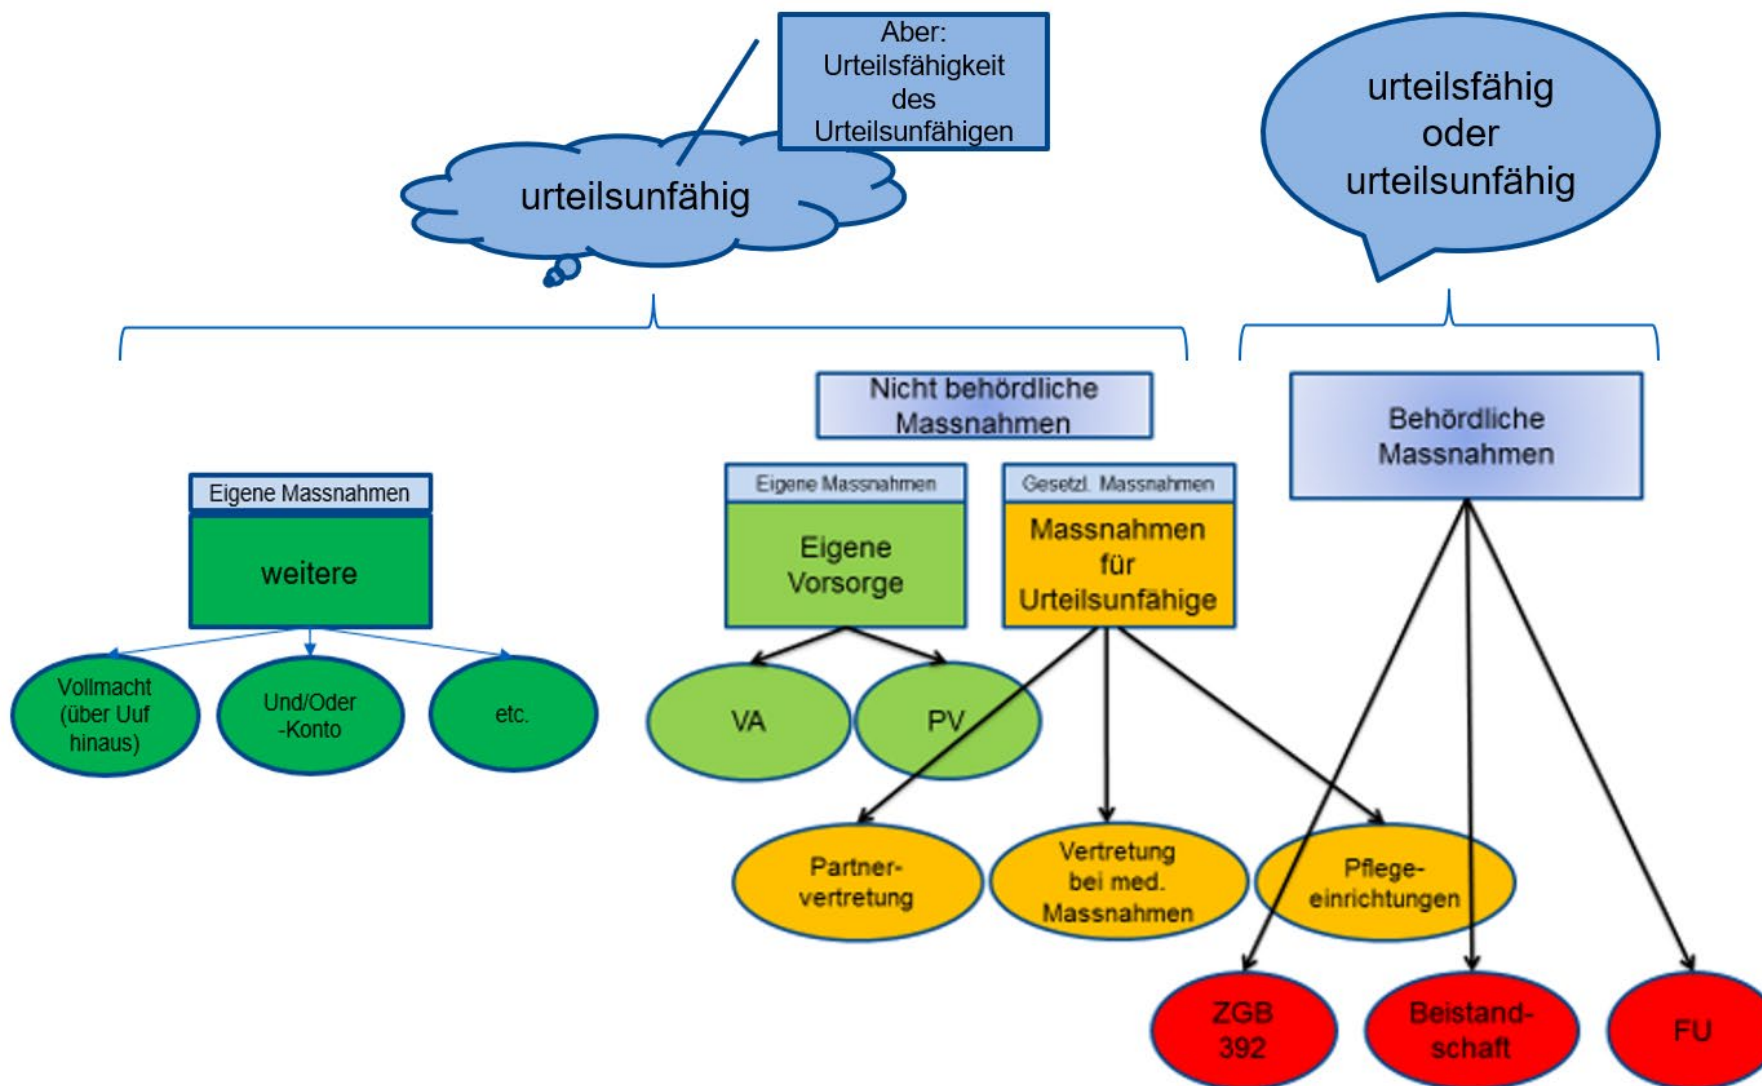 Aber:
Urteilsfähigkeit
des
Urteilsunfähigen
urteilsunfähig
urteilsfähig
oder
urteilsunfähig
Nicht behördliche
Massnahmen
Behördliche
Massnahmen
Eigene Massnahmen
weitere
Eigene Massnahmen
Eigene
Vorsorge
Gesetzl. Massnahmen
Massnahmen
für
Urteilsunfähige
Vollmacht
(über Uuf
hinaus)
Und/Oder
-Konto
etc.
VA
PV
Partner-
vertretung
Vertretung
bei med.
Massnahmen
Pflege-
einrichtungen
ZGB
392
Beistand-
schaft
FU